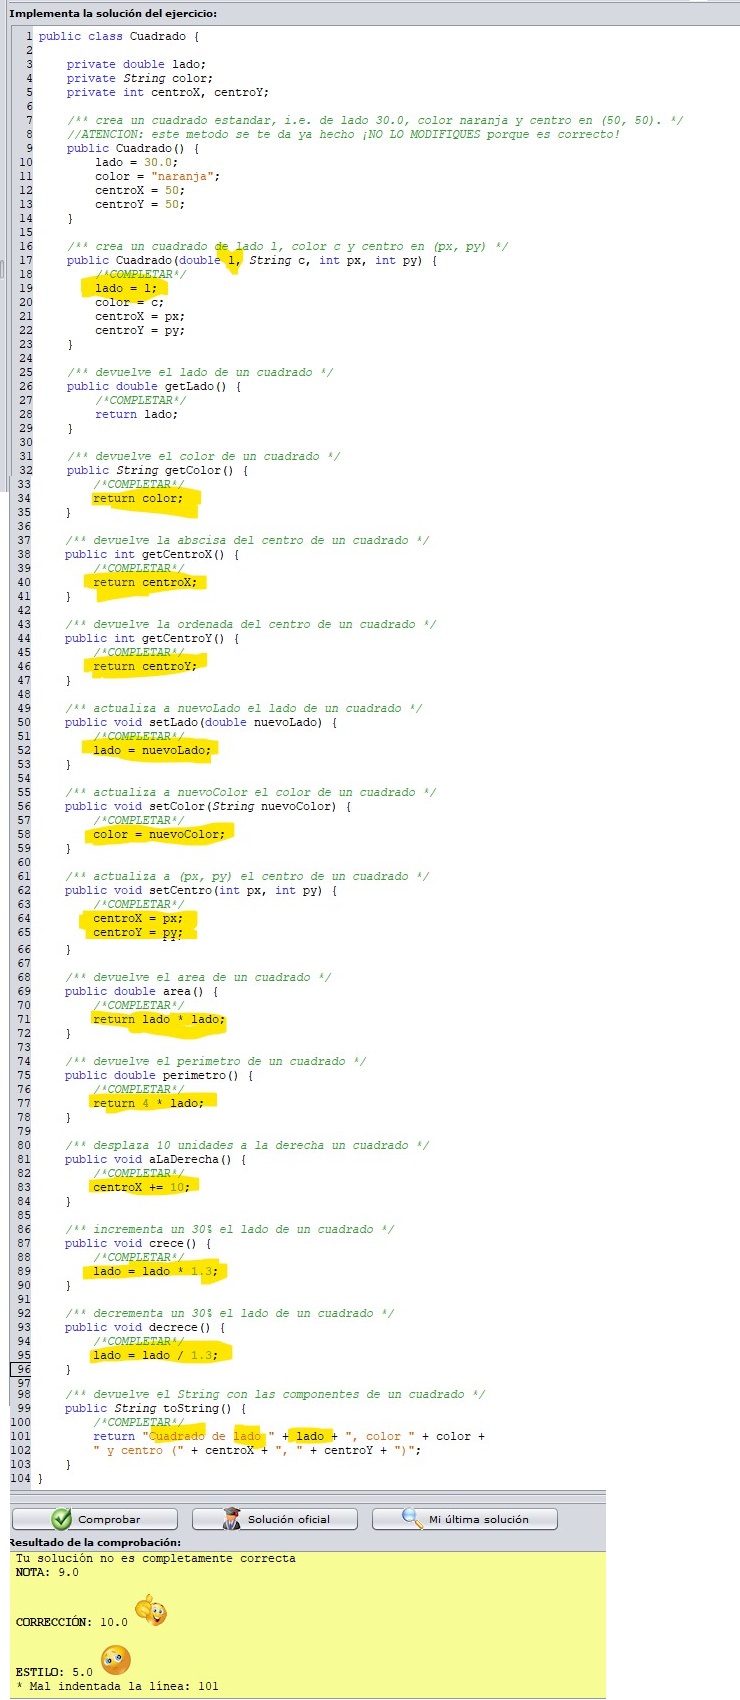 Implementa la solución del ejercicio:
1 public class Cuadrado {
2
3 private double lado;
4 private String color;
5 private int centroX, centroY;
6
7 /** crea un cuadrado estandar, i.e. de lado 30.0, color naranja y centro en (50, 50). */
8 //ATENCION: este metodo se te da ya hecho ¡NO LO MODIFIQUES porque es correcto!
9 public Cuadrado() {
10 lado = 30.0;
11 color = "naranja";
12 centroX = 50;
13 centroY = 50;
14 }
15
16 /** crea un cuadrado de lado l, color c y centro en (px, py) */
17 public Cuadrado(double l, String c, int px, int py) {
18 /*COMPLETAR*/
19 lado = l;
20 color = c;
21 centroX = px;
22 centroY = py;
23 }
24
25 /** devuelve el lado de un cuadrado */
26 public double getLado() {
27 /*COMPLETAR*/
28 return lado;
29 }
30
31 /** devuelve el color de un cuadrado */
32 public String getColor() {
33 /*COMPLETAR*/
34 return color;
35 }
36
37 /** devuelve la abscisa del centro de un cuadrado */
38 public int getCentroX() {
39 /*COMPLETAR*/
40 return centroX;
41 }
42
43 /** devuelve la ordenada del centro de un cuadrado */
44 public int getCentroY() {
45 /*COMPLETAR*/
46 return centroY;
47 }
48
49 /** actualiza a nuevoLado el lado de un cuadrado */
50 public void setLado(double nuevoLado) {
51 /*COMPLETAR*/
52 lado = nuevoLado;
53 }
54
55 /** actualiza a nuevoColor el color de un cuadrado */
56 public void setColor(String nuevoColor) {
57 /*COMPLETAR*/
58 color = nuevoColor;
59 }
60
61 /** actualiza a (px, py) el centro de un cuadrado */
62 public void setCentro(int px, int py) {
63 /*COMPLETAR*/
64 centroX = px;
65 centroY = py;
66 }
67
68 /** devuelve el area de un cuadrado */
69 public double area() {
70 /*COMPLETAR*/
71 return lado * lado;
72 }
73
74 /** devuelve el perimetro de un cuadrado */
75 public double perimetro() {
76 /*COMPLETAR*/
77 return 4 * lado;
78 }
79
80 /** desplaza 10 unidades a la derecha un cuadrado */
81 public void aLaDerecha() {
82 /*COMPLETAR*/
83 centroX += 10;
84 }
85
86 /** incrementa un 30% el lado de un cuadrado */
87 public void crece() {
88 /*COMPLETAR*/
89 lado = lado * 1.3;
90 }
91
92 /** decrementa un 30% el lado de un cuadrado */
93 public void decrece() {
94 /*COMPLETAR*/
95 lado = lado / 1.3;
96 }
97
98 /** devuelve el String con las componentes de un cuadrado */
99 public String toString() {
100 /*COMPLETAR*/
101 return "Cuadrado de lado " + lado + ", color " + color +
102 " y centro (" + centroX + ", " + centroY + ")";
103 }
104 }
Comprobar Solución oficial Mi última solución
Resultado de la comprobación:
Tu solución no es completamente correcta
NOTA: 9.0
CORRECCIÓN: 10.0
ESTILO: 5.0
* Mal indentada la línea: 101